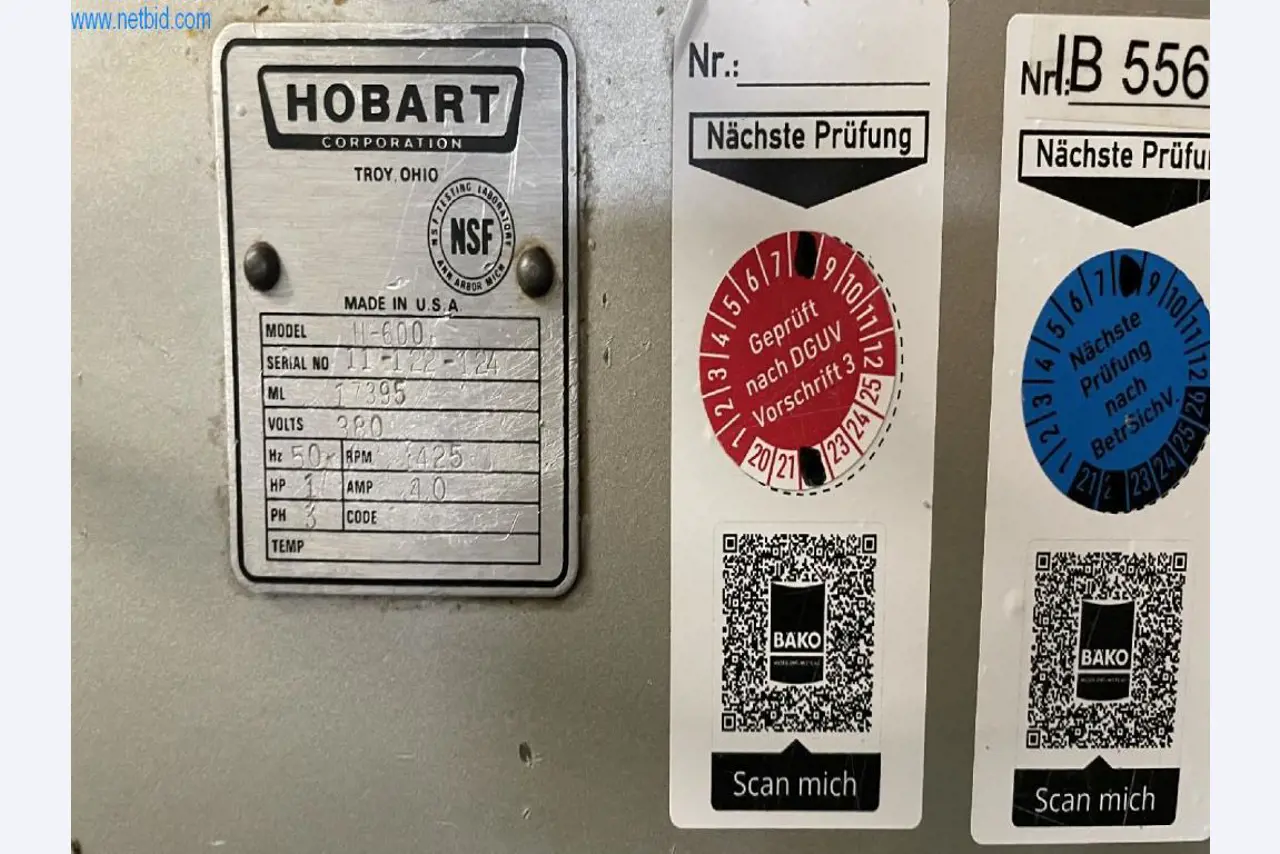 www.netbid.com
HOBART
CORPORATION
TROY, OHIO
NSF TESTING LABORATORY
NSF
ANN ARBOR MICH
MADE IN U.S.A.
MODEL H-600
SERIAL NO 11-122-124
ML 17395
VOLTS 380
Hz 50 RPM 1425
HP 1 AMP 4.0
PH 3 CODE
TEMP
Nr.:
Nächste Prüfung
1 2 3 4 5 6 7 9 10 11 12
Geprüft
nach DGUV
Vorschrift 3
20 21 23 24 25
BÄKO
Scan mich
Nr.: IB 556
Nächste Prüfu
1 2 3 4 5 6 7 9 10 11 12
Nächste
Prüfung
nach
BetrSichV.
21 2 23 24 25 26
BÄKO
Scan mich